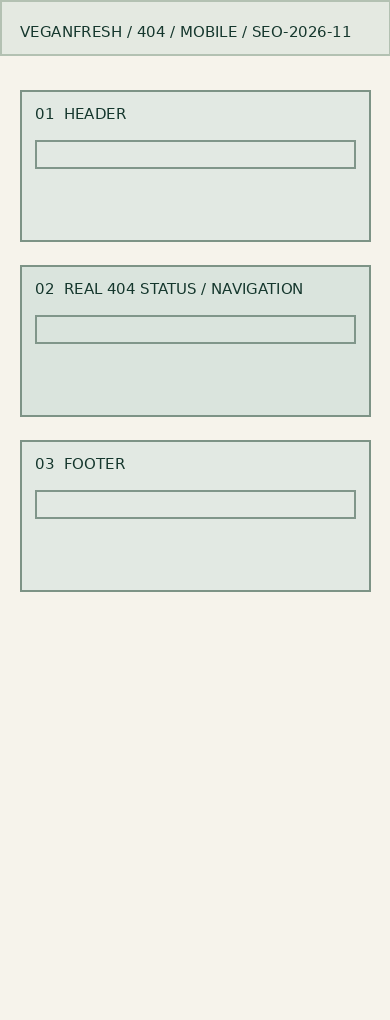 VEGANFRESH / 404 / MOBILE / SEO-2026-11
01 HEADER
02 REAL 404 STATUS / NAVIGATION
03 FOOTER